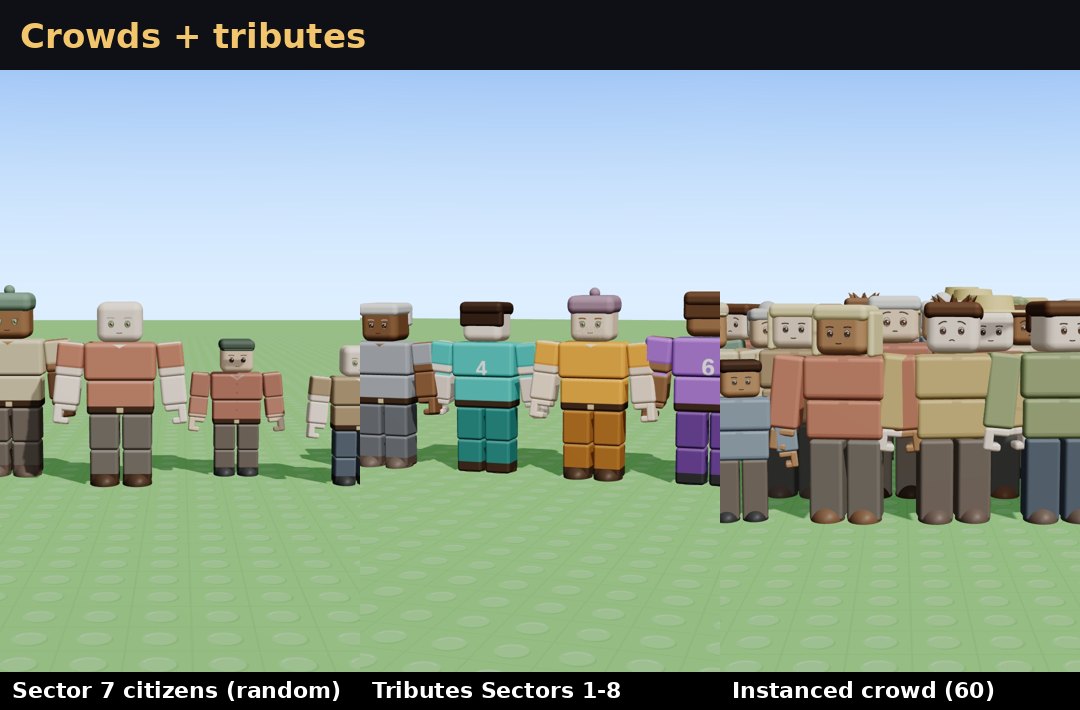 Crowds + tributes
4
6
Sector 7 citizens (random)
Tributes Sectors 1-8
Instanced crowd (60)